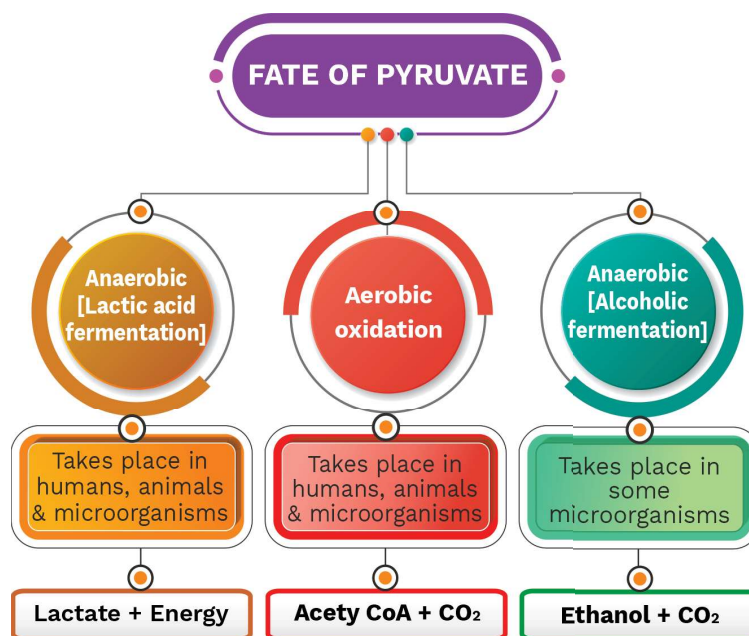 FATE OF PYRUVATE
Anaerobic
[Lactic acid
fermentation]
Takes place in
humans, animals
& microorganisms
Lactate + Energy
Aerobic
oxidation
Takes place in
humans, animals
& microorganisms
Acety CoA + CO₂
Anaerobic
[Alcoholic
fermentation]
Takes place in
some
microorganisms
Ethanol + CO₂